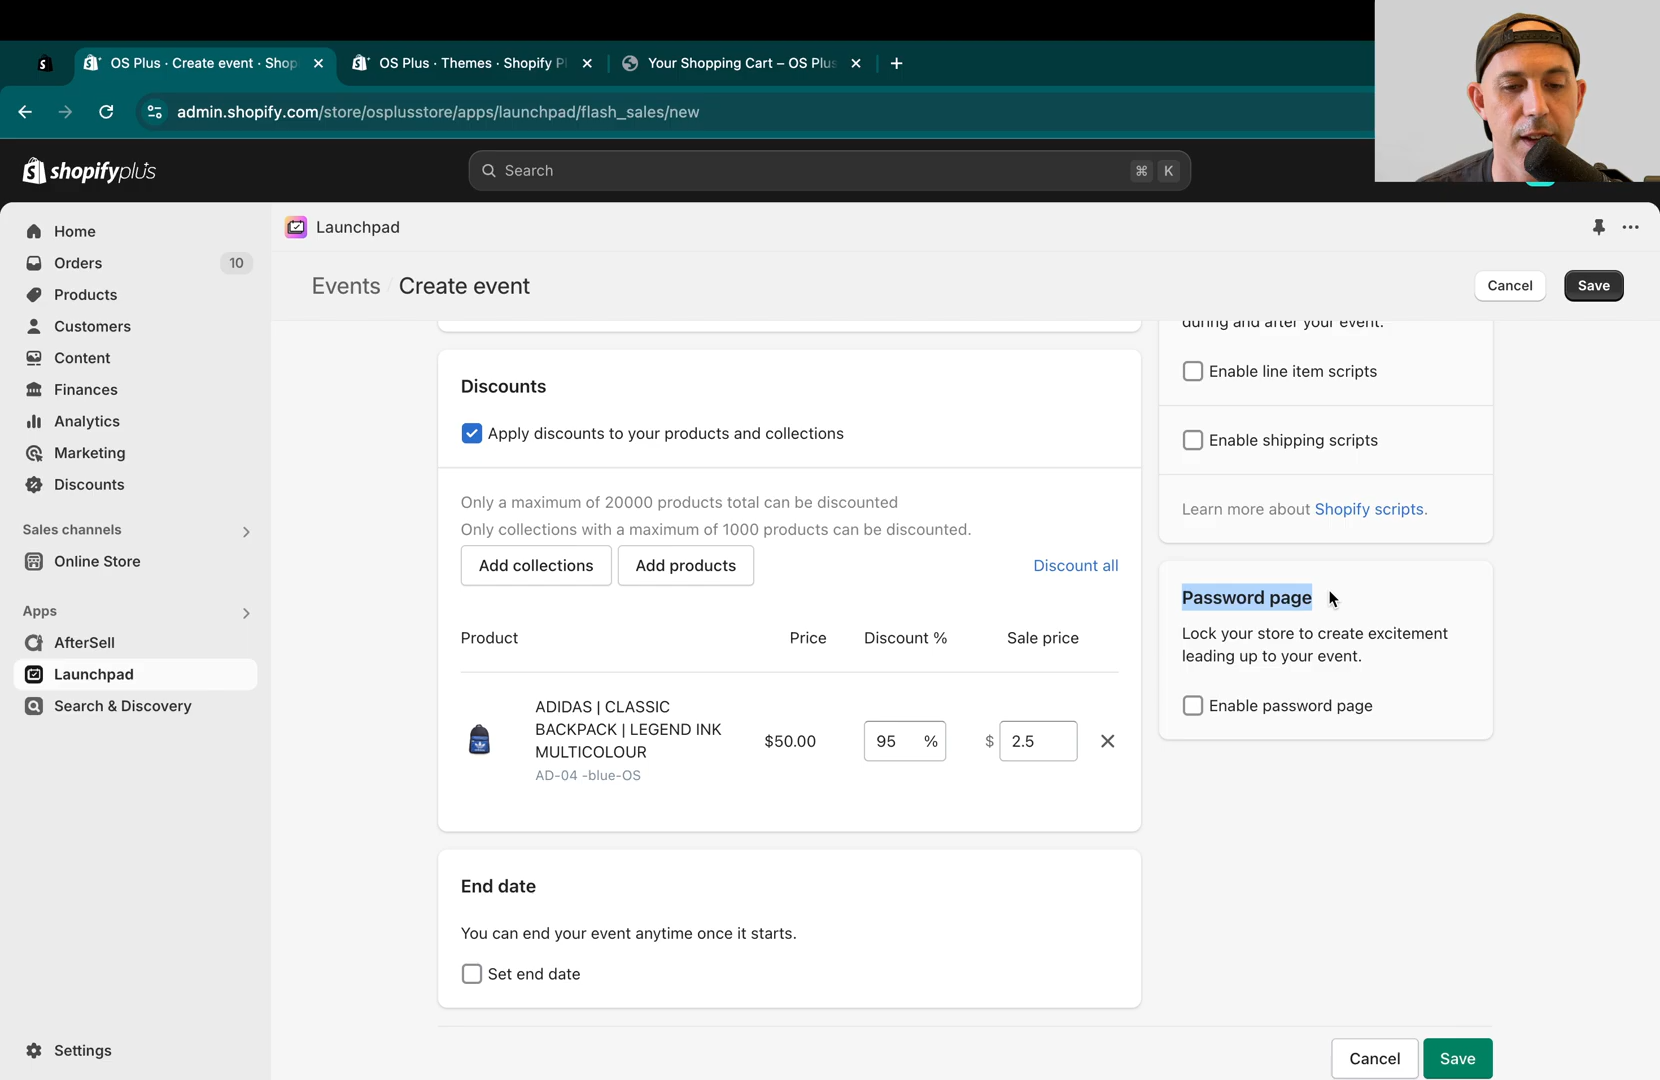 OS Plus · Create event · Shop
OS Plus · Themes · Shopify Pl
Your Shopping Cart – OS Plus
admin.shopify.com/store/osplusstore/apps/launchpad/flash_sales/new
shopifyplus
Search
⌘ K
Home
Orders
10
Products
Customers
Content
Finances
Analytics
Marketing
Discounts
Sales channels
Online Store
Apps
AfterSell
Launchpad
Search & Discovery
Settings
Launchpad
Events
Create event
Cancel
Save
Discounts
Apply discounts to your products and collections
Only a maximum of 20000 products total can be discounted
Only collections with a maximum of 1000 products can be discounted.
Add collections
Add products
Discount all
Product
Price
Discount %
Sale price
ADIDAS | CLASSIC
BACKPACK | LEGEND INK
MULTICOLOUR
AD-04 -blue-OS
$50.00
95 %
$ 2.5
End date
You can end your event anytime once it starts.
Set end date
during and after your event.
Enable line item scripts
Enable shipping scripts
Learn more about Shopify scripts.
Password page
Lock your store to create excitement
leading up to your event.
Enable password page
Cancel
Save